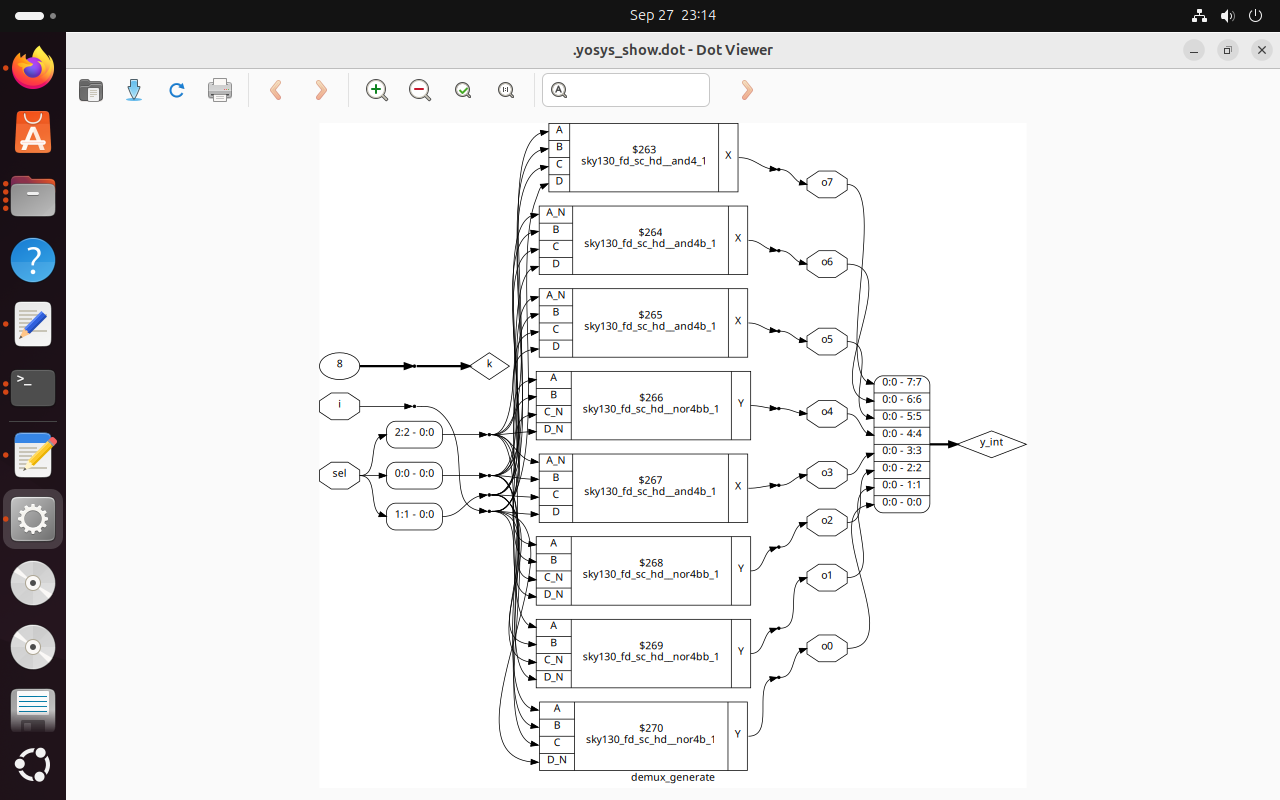 Sep 27 23:14
.yosys_show.dot - Dot Viewer
A
B
C
D
$263
sky130_fd_sc_hd__and4_1
X
o7
A_N
B
C
D
$264
sky130_fd_sc_hd__and4b_1
X
o6
A_N
B
C
D
$265
sky130_fd_sc_hd__and4b_1
X
o5
8
k
A
B
C_N
D_N
$266
sky130_fd_sc_hd__nor4bb_1
Y
o4
i
2:2 - 0:0
sel
0:0 - 0:0
1:1 - 0:0
0:0 - 7:7
0:0 - 6:6
0:0 - 5:5
0:0 - 4:4
0:0 - 3:3
0:0 - 2:2
0:0 - 1:1
0:0 - 0:0
y_int
A_N
B
C
D
$267
sky130_fd_sc_hd__and4b_1
X
o3
A
B
C_N
D_N
$268
sky130_fd_sc_hd__nor4bb_1
Y
o2
A
B
C_N
D_N
$269
sky130_fd_sc_hd__nor4bb_1
Y
o1
A
B
C
D_N
$270
sky130_fd_sc_hd__nor4b_1
Y
o0
demux_generate